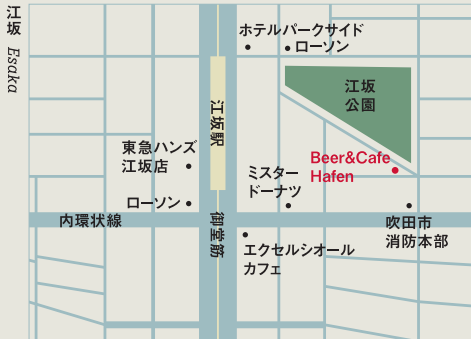 江坂 Esaka
ホテルパークサイド
ローソン
江坂
公園
江坂駅
東急ハンズ
江坂店
Beer&Cafe
Hafen
ミスター
ドーナツ
ローソン
内環状線
御堂筋
吹田市
消防本部
エクセルシオール
カフェ